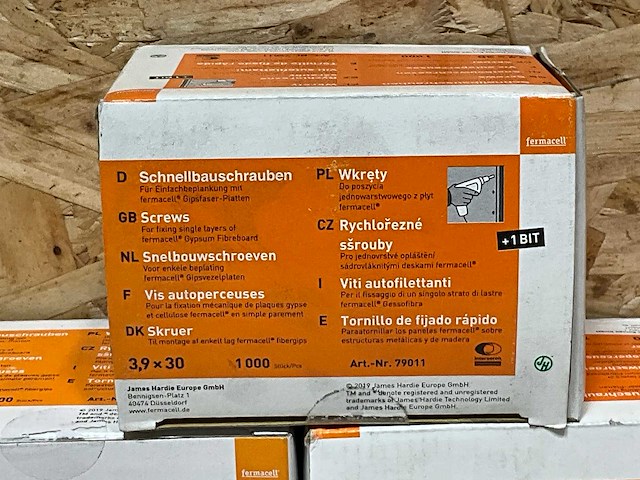 fermacell
D Schnellbauschrauben
Für Einfachbeplankung mit
fermacell® Gipsfaser-Platten
GB Screws
For fixing single layers of
fermacell® Gypsum Fibreboard
NL Snelbouwschroeven
Voor enkele beplating
fermacell® Gipsvezelplaten
F Vis autoperceuses
Pour la fixation mécanique de plaques gypse
et cellulose fermacell® en simple parement
DK Skruer
Til montage af enkelt lag fermacell® fibergips
3,9 x 30 1 000 Stück/Pcs
PL Wkręty
Do poszycia
jednowarstwowego z płyt
fermacell®
CZ Rychlořezné
sšrouby
Pro jednovrstvé opláštění
sádrovláknitými deskami fermacell®
I Viti autofilettanti
Per il fissaggio di un singolo strato di lastre
fermacell® Gessofibra
E Tornillo de fijado rápido
Paraatornillar los paneles fermacell® sobre
estructuras metálicas y de madera
Art.-Nr. 79011
+1 BIT
James Hardie Europe GmbH
Bennigsen-Platz 1
40474 Düsseldorf
www.fermacell.de
© 2019 James Hardie Europe GmbH.
TM and ® denote registered and unregistered
trademarks of James Hardie Technology Limited
and James Hardie Europe GmbH.
JH
fermacell